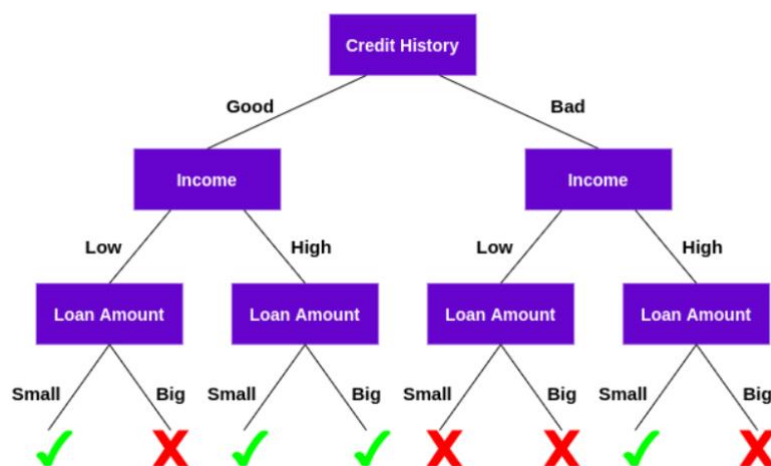 Credit History
Good Bad
Income Income
Low High Low High
Loan Amount Loan Amount Loan Amount Loan Amount
Small Big Small Big Small Big Small Big